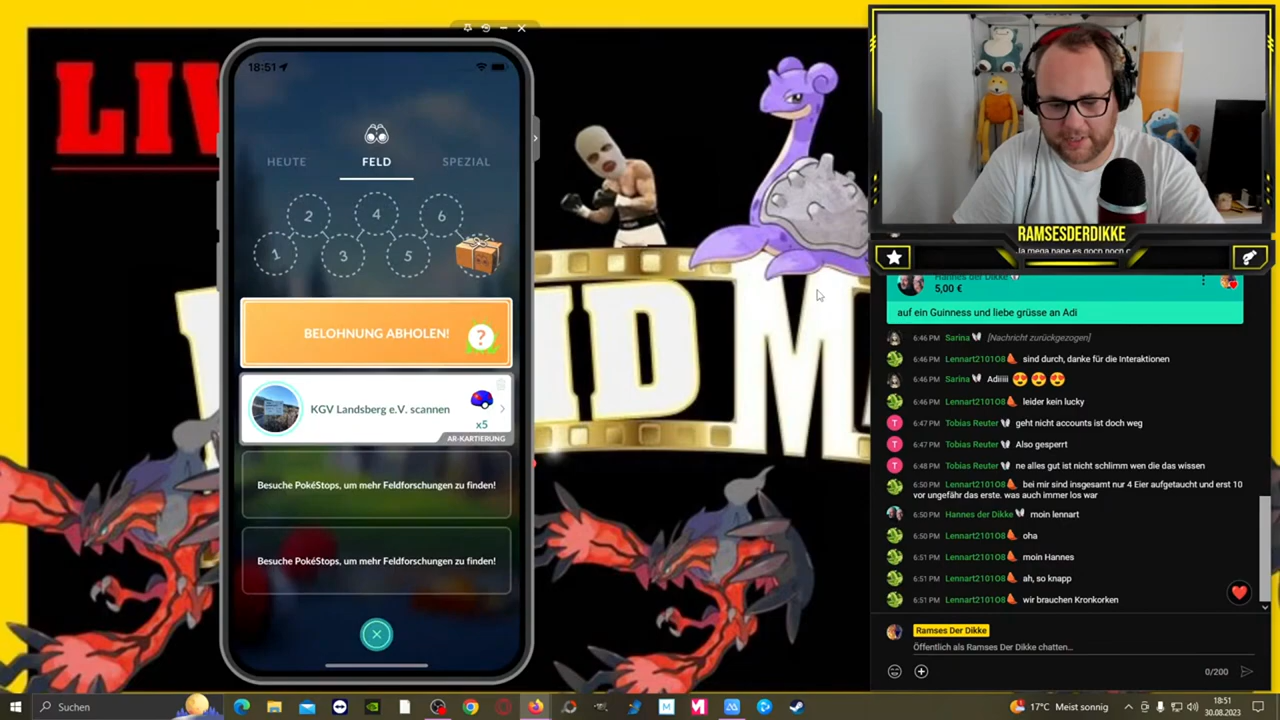 LIV
18:51
HEUTE
FELD
SPEZIAL
2
4
6
1
3
5
BELOHNUNG ABHOLEN!
?
KGV Landsberg e.V. scannen
x5
AR-KARTIERUNG
Besuche PokéStops, um mehr Feldforschungen zu finden!
Besuche PokéStops, um mehr Feldforschungen zu finden!
ID MA
RAMSESDERDIKKE
Hannes der Dikke
5,00 €
auf ein Guinness und liebe grüsse an Adi
6:46 PM Sarina [Nachricht zurückgezogen]
6:46 PM Lennart210108 sind durch, danke für die Interaktionen
6:46 PM Sarina Adiiiii
6:46 PM Lennart210108 leider kein lucky
6:47 PM Tobias Reuter geht nicht accounts ist doch weg
6:47 PM Tobias Reuter Also gesperrt
6:48 PM Tobias Reuter ne alles gut ist nicht schlimm wen die das wissen
6:50 PM Lennart210108 bei mir sind insgesamt nur 4 Eier aufgetaucht und erst 10
vor ungefähr das erste. was auch immer los war
6:50 PM Hannes der Dikke moin lennart
6:50 PM Lennart210108 oha
6:51 PM Lennart210108 moin Hannes
6:51 PM Lennart210108 ah, so knapp
6:51 PM Lennart210108 wir brauchen Kronkorken
Ramses Der Dikke
Öffentlich als Ramses Der Dikke chatten…
0/200
Suchen
17°C Meist sonnig
18:51
30.08.2023